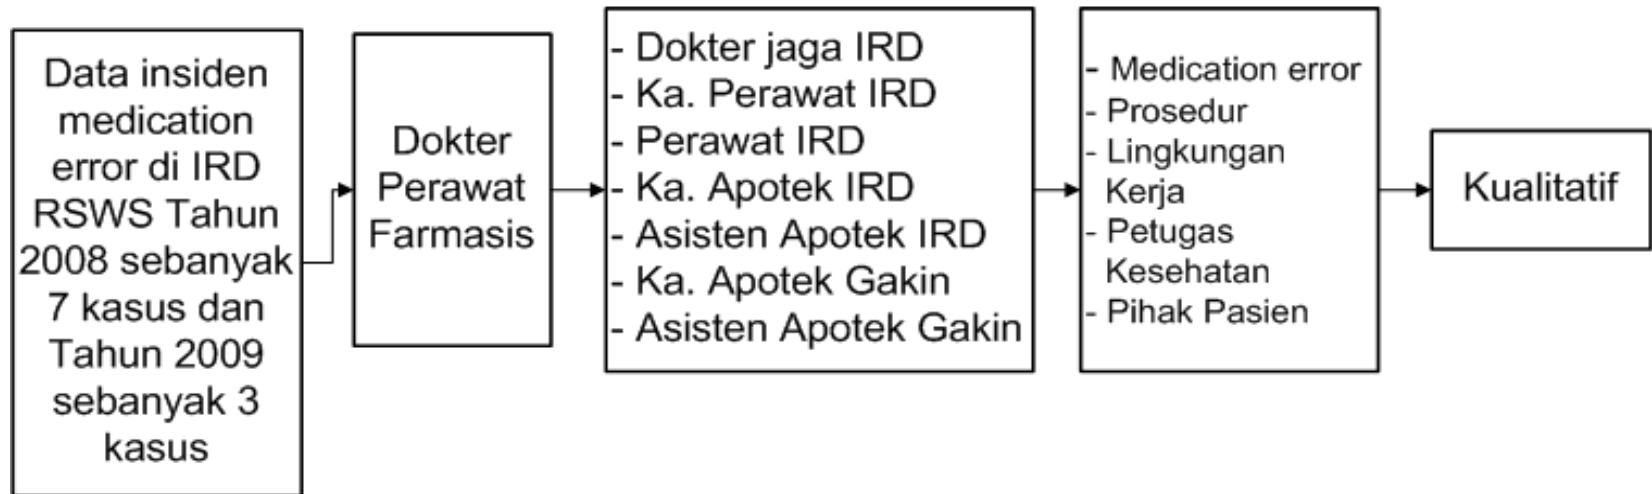 Data insiden
medication
error di IRD
RSWS Tahun
2008 sebanyak
7 kasus dan
Tahun 2009
sebanyak 3
kasus
Dokter
Perawat
Farmasis
- Dokter jaga IRD
- Ka. Perawat IRD
- Perawat IRD
- Ka. Apotek IRD
- Asisten Apotek IRD
- Ka. Apotek Gakin
- Asisten Apotek Gakin
- Medication error
- Prosedur
- Lingkungan
Kerja
- Petugas
Kesehatan
- Pihak Pasien
Kualitatif